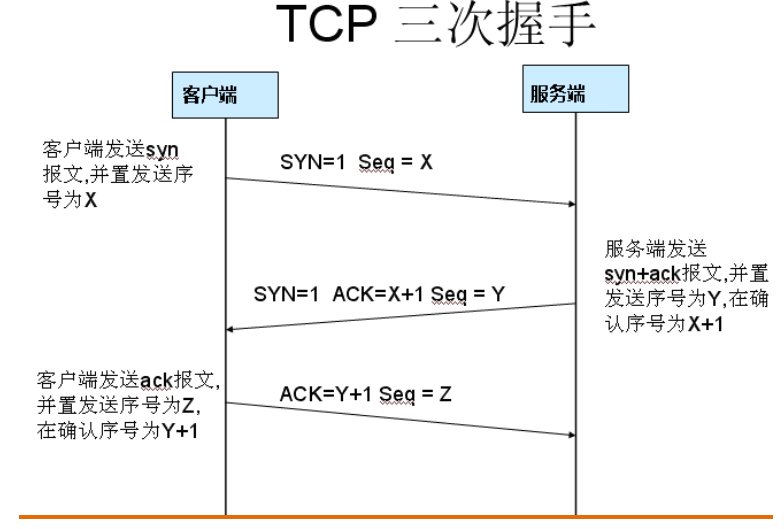 TCP 三次握手
客户端
服务端
客户端发送syn
报文,并置发送序
号为X
SYN=1 Seq = X
服务端发送
syn+ack报文,并置
发送序号为Y,在确
认序号为X+1
SYN=1 ACK=X+1 Seq = Y
客户端发送ack报文,
并置发送序号为Z,
在确认序号为Y+1
ACK=Y+1 Seq = Z